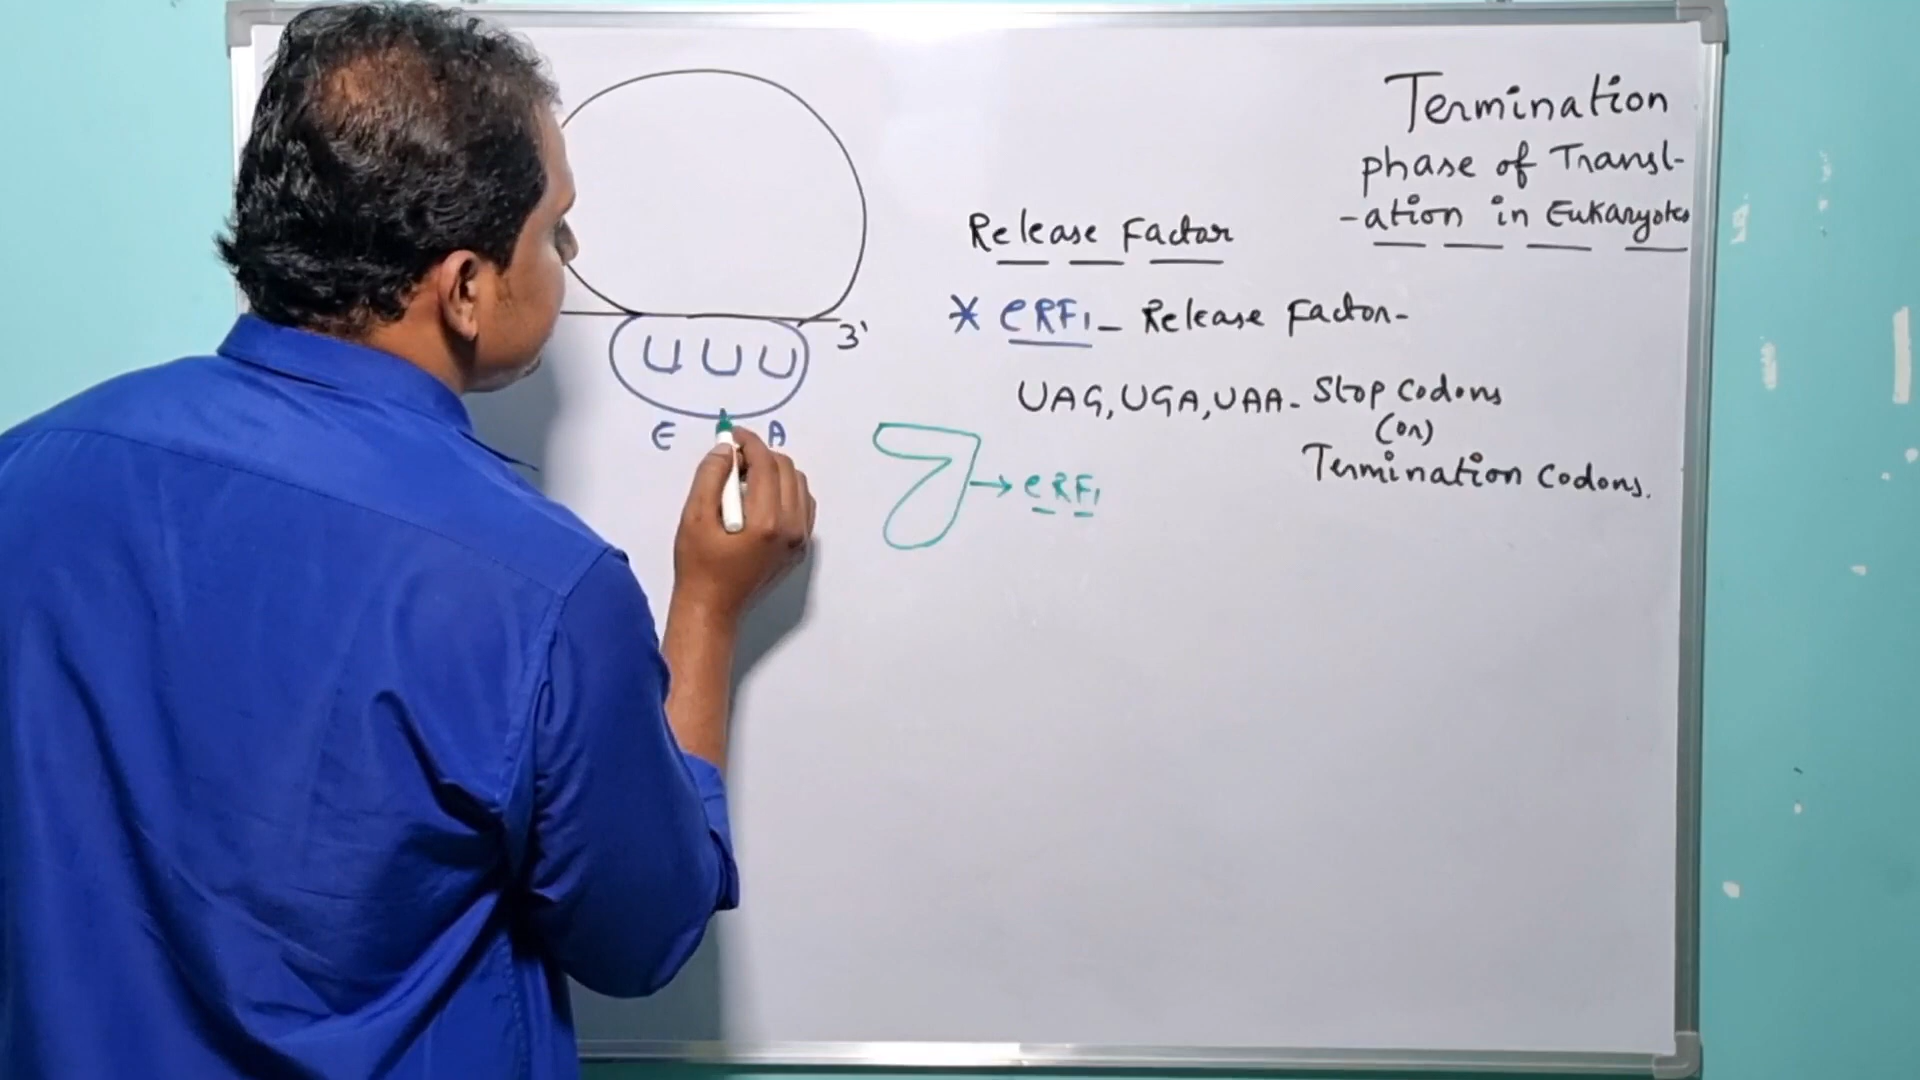 Termination
phase of Transl-
-ation in Eukaryotes
Release Factor
* eRF1 - Release Factor -
3'
UAG, UGA, UAA - Stop Codons
(or)
Termination Codons.
E A
→ eRF1